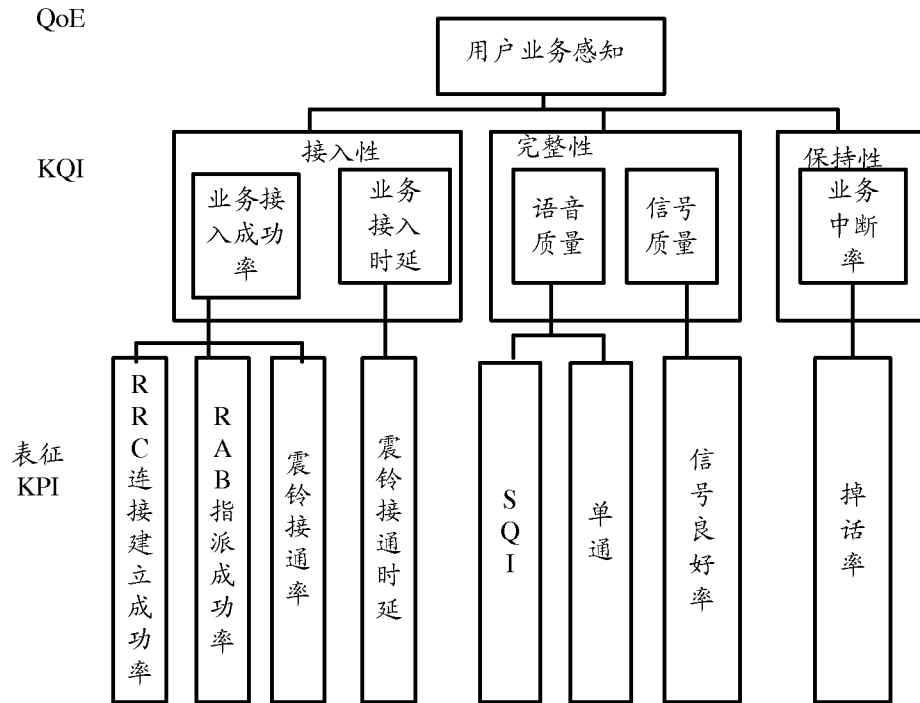 QoE
用户业务感知
KQI
接入性
业务接
入成功
率
业务
接入
时延
完整性
语音
质量
信号
质量
保持性
业务
中断
率
表征
KPI
RRC连接建立成功率
RAB指派成功率
震铃接通率
震铃接通时延
SQI
单通
信号良好率
掉话率